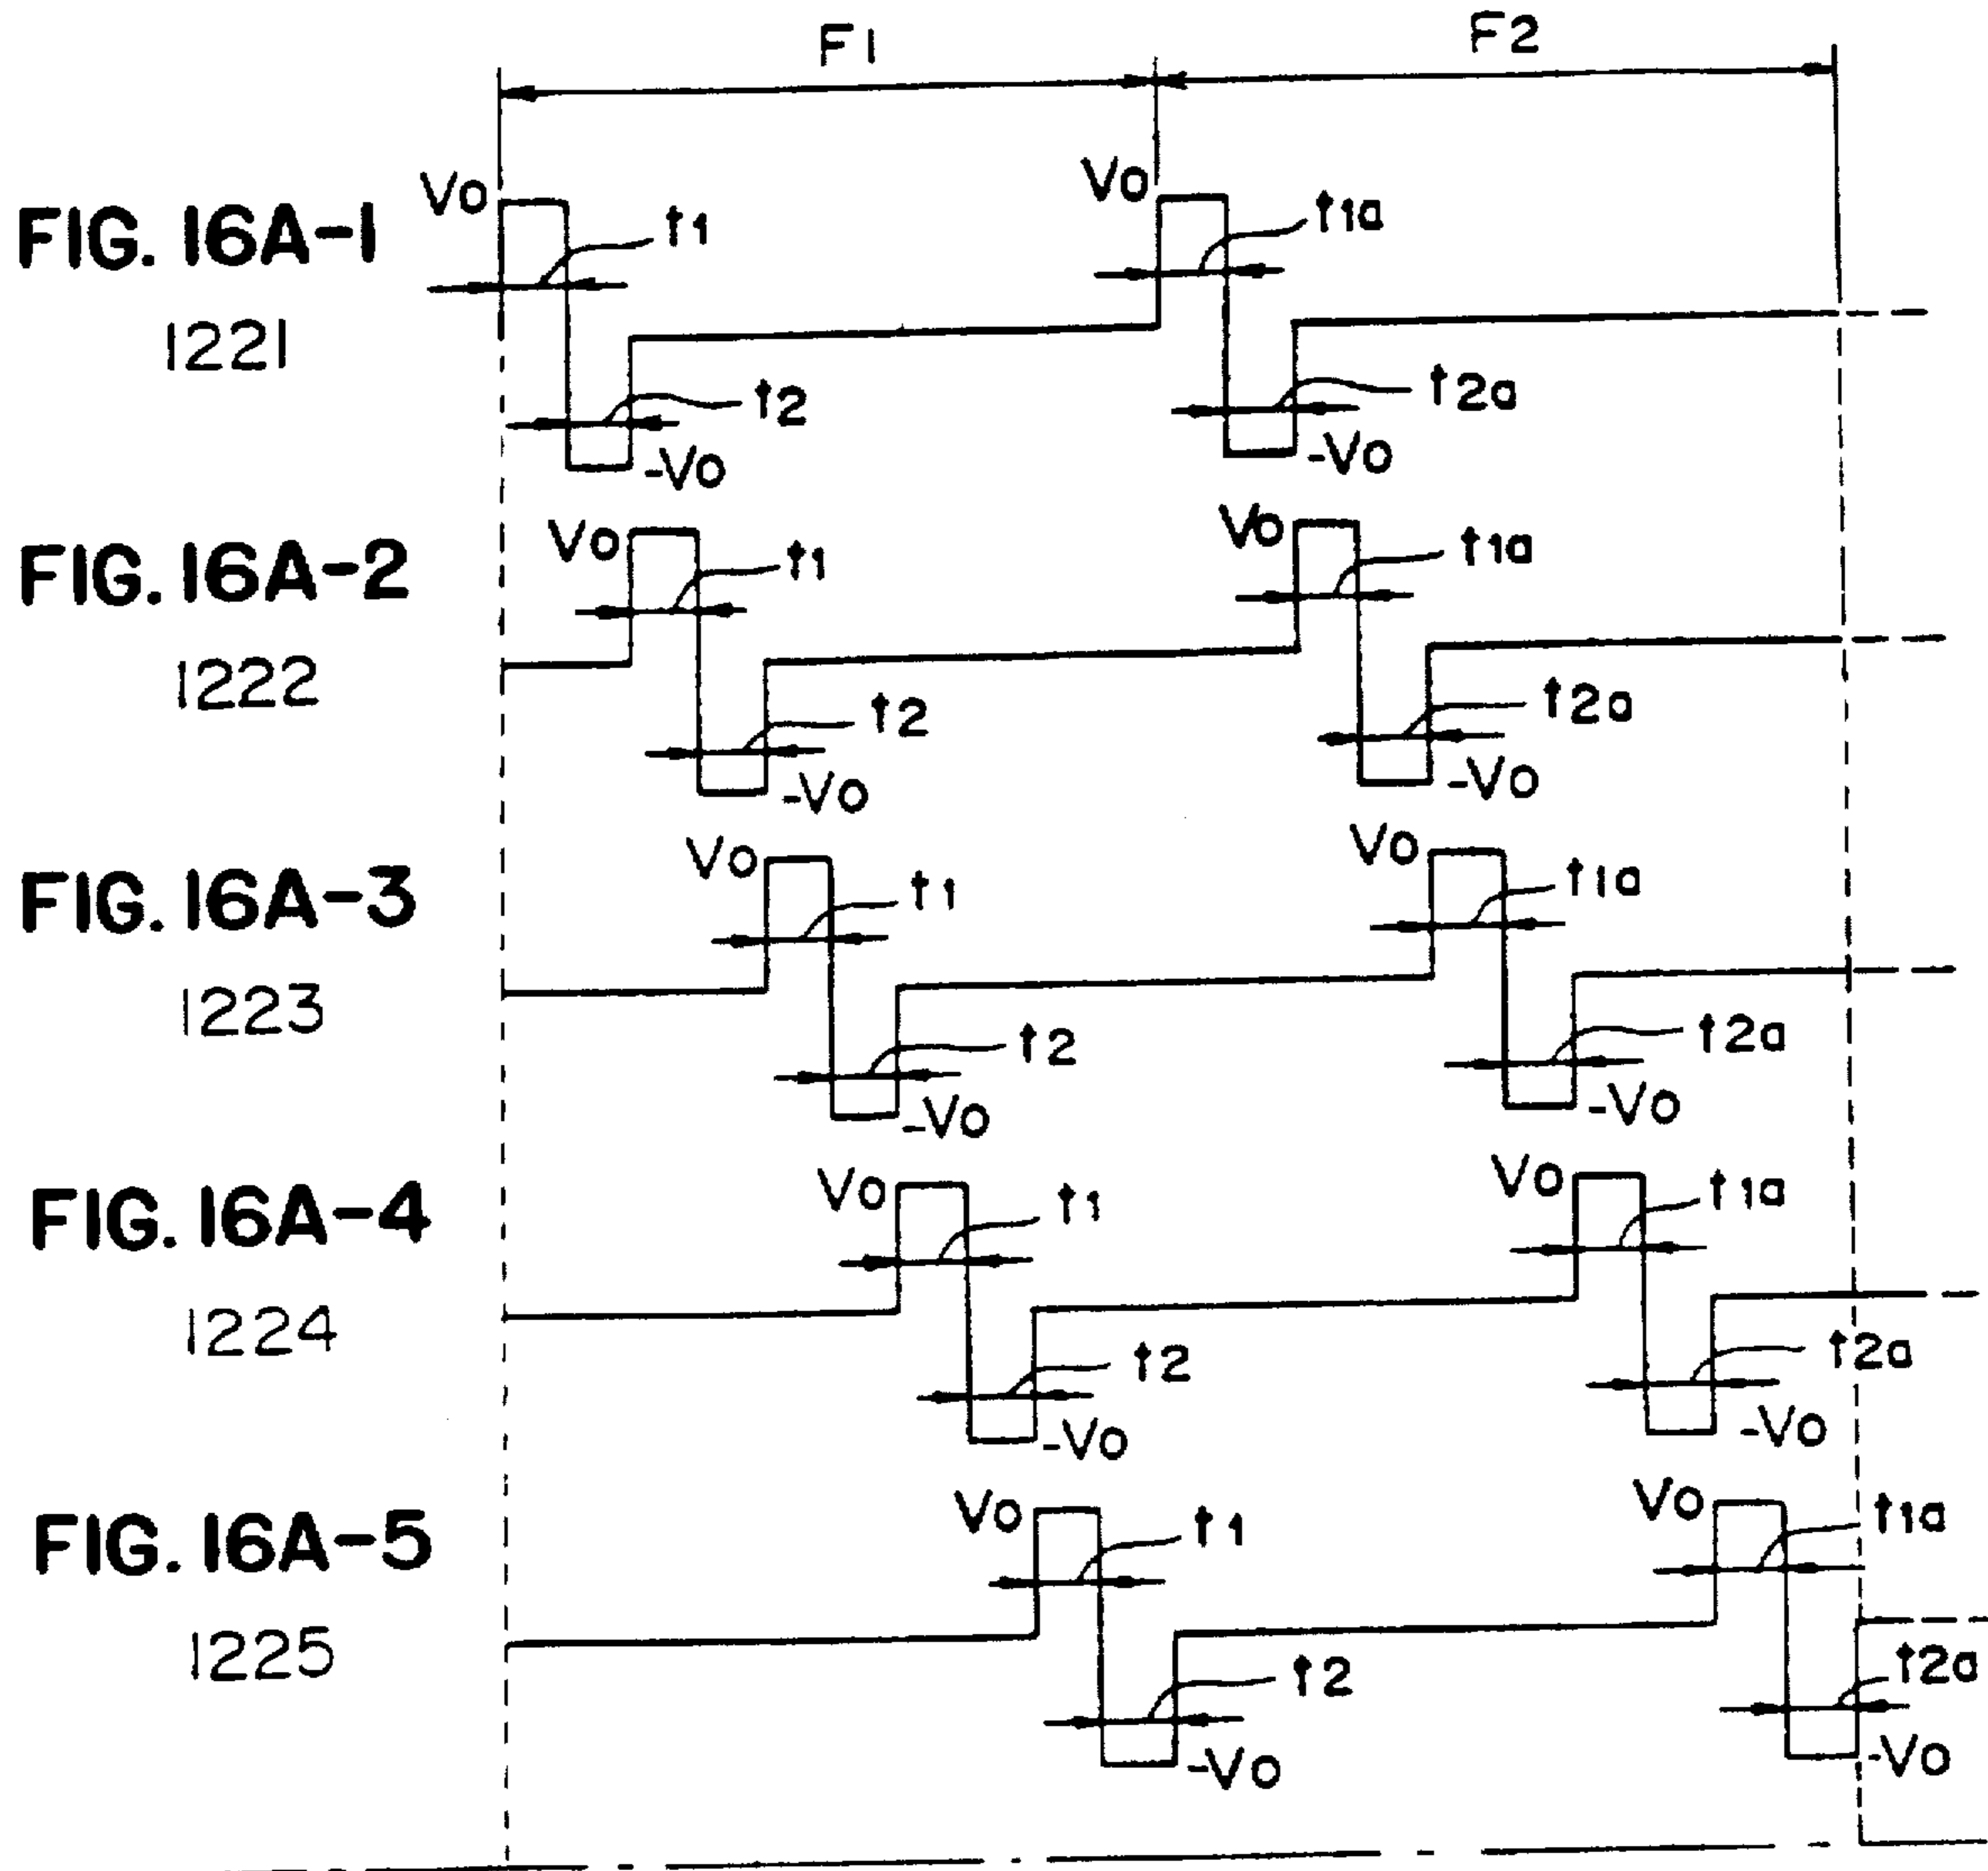 F1 F2
Vo Vo
FIG. 16A-1 t1 t1a
1221
t2 t2a
-Vo -Vo
Vo Vo
FIG. 16A-2 t1 t1a
1222
t2 t2a
-Vo -Vo
Vo Vo
FIG. 16A-3 t1 t1a
1223
t2 t2a
-Vo -Vo
Vo Vo
FIG. 16A-4 t1 t1a
1224
t2 t2a
-Vo -Vo
Vo Vo
FIG. 16A-5 t1 t1a
1225
t2 t2a
-Vo -Vo